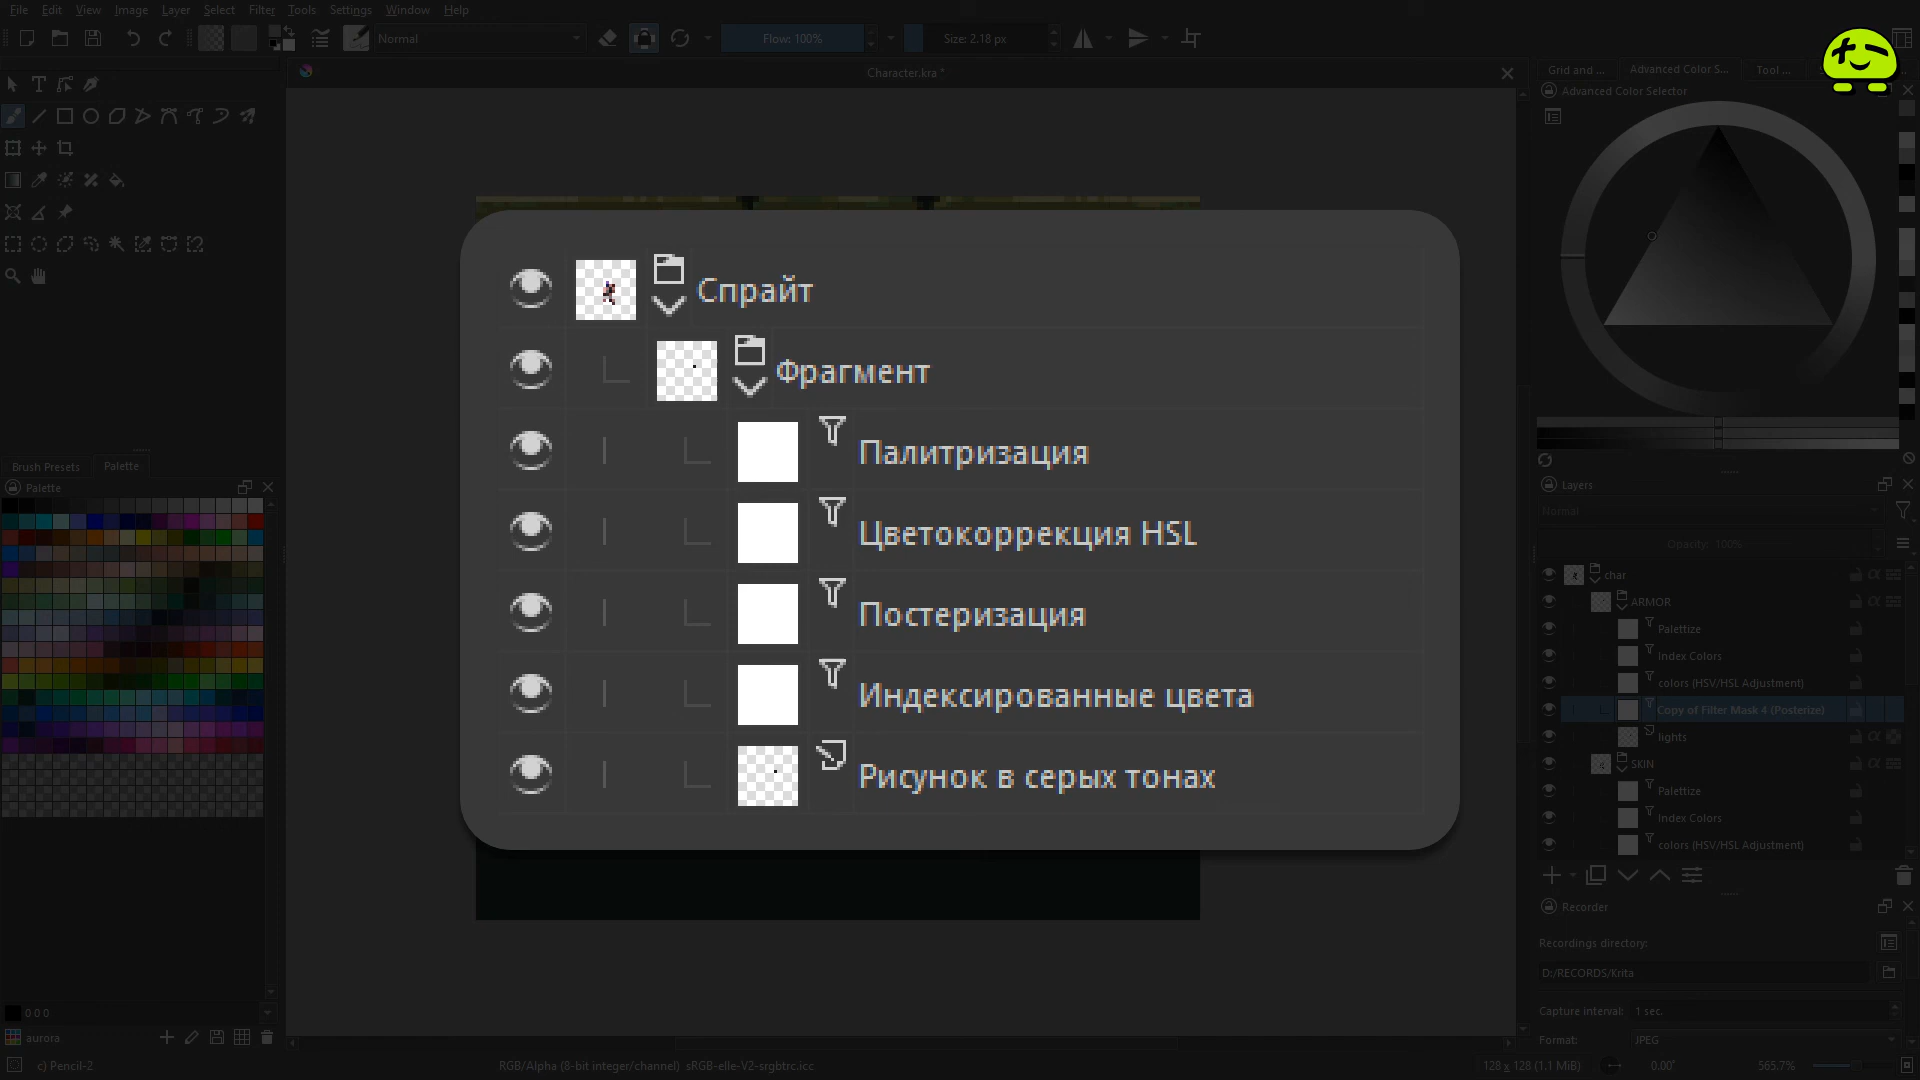 File Edit View Image Layer Select Filter Tools Settings Window Help
Normal Flow: 100% Size: 2.18 px
Character.kra *
Grid and ... Advanced Color S... Tool ...
Advanced Color Selector
Спрайт
Фрагмент
Палитризация
Цветокоррекция HSL
Постеризация
Индексированные цвета
Рисунок в серых тонах
Brush Presets Palette
Palette
0 0 0
aurora
c) Pencil-2
RGB/Alpha (8-bit integer/channel) sRGB-elle-V2-srgbtrc.icc
128 x 128 (1.1 MiB) 0.00° 565.7%
Layers
Normal
Opacity: 100%
char
ARMOR
Palettize
Index Colors
colors (HSV/HSL Adjustment)
Copy of Filter Mask 4 (Posterize)
lights
SKIN
Palettize
Index Colors
colors (HSV/HSL Adjustment)
Recorder
Recordings directory:
D:/RECORDS/Krita
Capture interval: 1 sec.
Format: JPEG